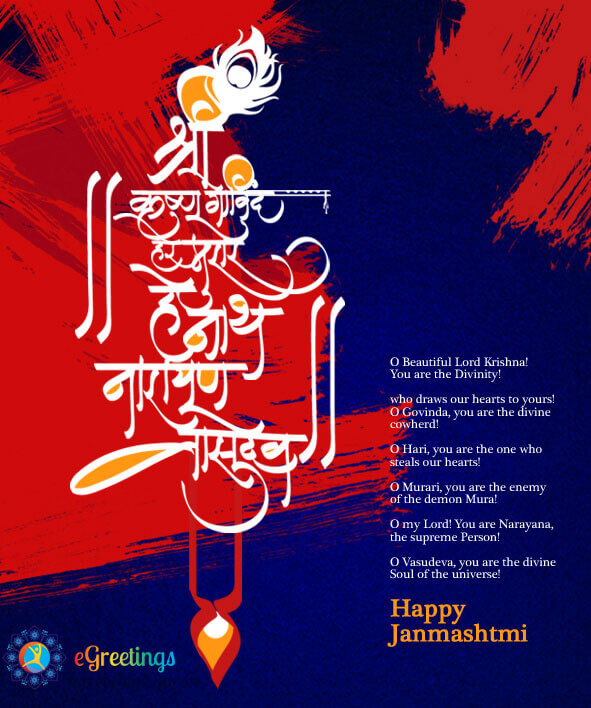 श्री
कृष्ण गोविंद
हरे मुरारे
हे नाथ
नारायण
वासुदेव
O Beautiful Lord Krishna!
You are the Divinity!
who draws our hearts to yours!
O Govinda, you are the divine
cowherd!
O Hari, you are the one who
steals our hearts!
O Murari, you are the enemy
of the demon Mura!
O my Lord! You are Narayana,
the supreme Person!
O Vasudeva, you are the divine
Soul of the universe!
Happy
Janmashtmi
eGreetings